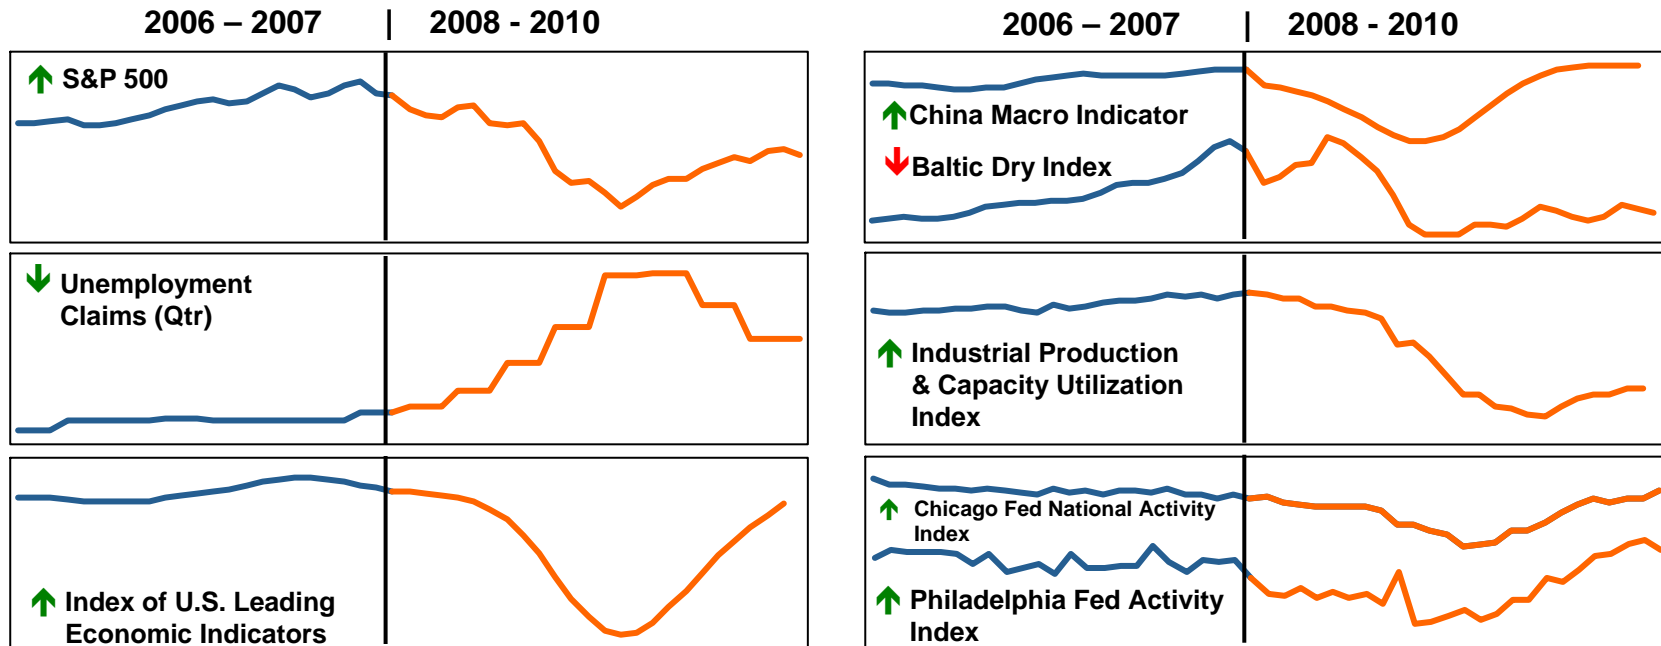 2006 – 2007 | 2008 - 2010
S&P 500
Unemployment
Claims (Qtr)
Index of U.S. Leading
Economic Indicators
2006 – 2007 | 2008 - 2010
China Macro Indicator
Baltic Dry Index
Industrial Production
& Capacity Utilization
Index
Chicago Fed National Activity
Index
Philadelphia Fed Activity
Index